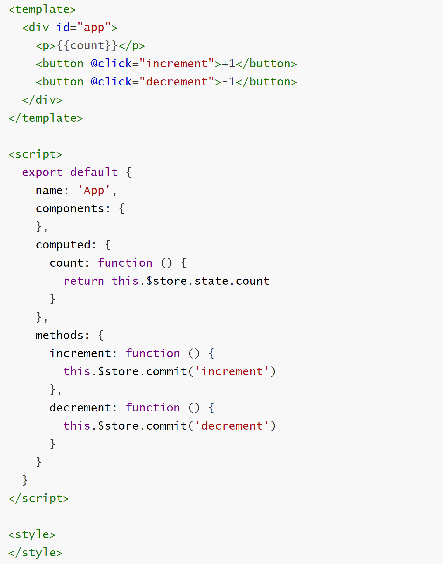 <template>
  <div id="app">
    <p>{{count}}</p>
    <button @click="increment">+1</button>
    <button @click="decrement">-1</button>
  </div>
</template>

<script>
  export default {
    name: 'App',
    components: {
    },
    computed: {
      count: function () {
        return this.$store.state.count
      }
    },
    methods: {
      increment: function () {
        this.$store.commit('increment')
      },
      decrement: function () {
        this.$store.commit('decrement')
      }
    }
  }
</script>

<style>
</style>